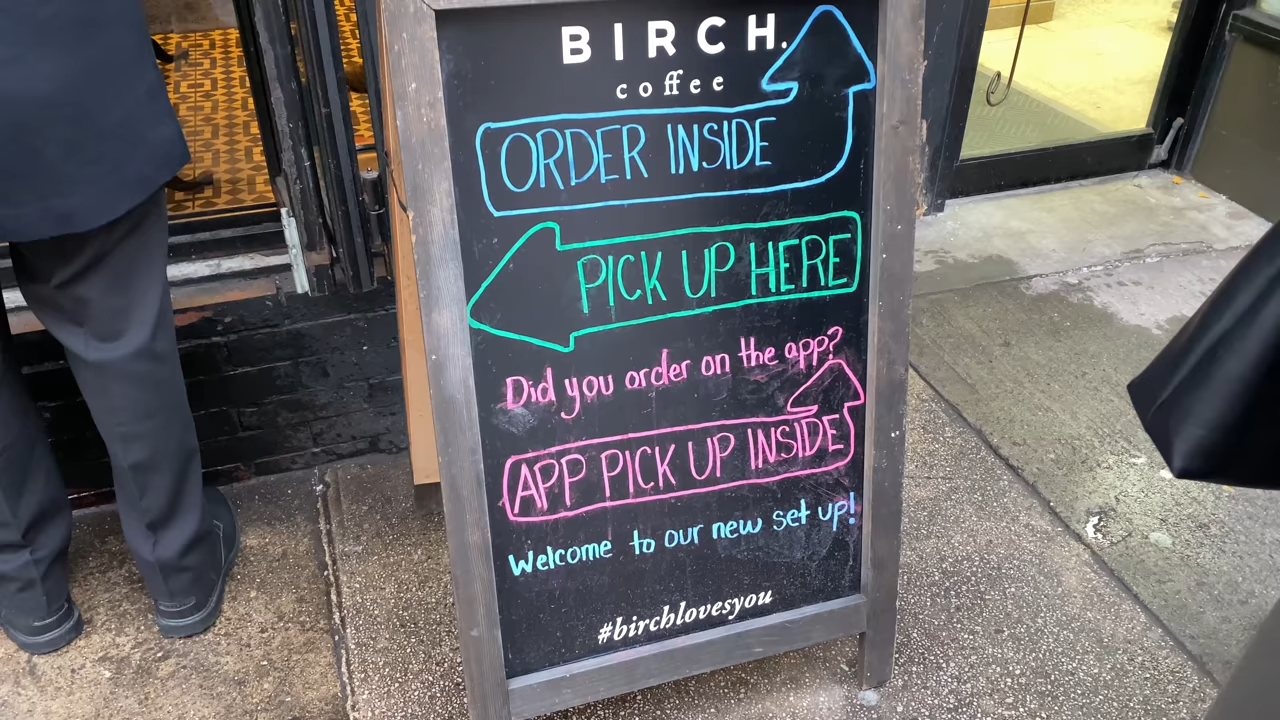 BIRCH.
coffee
ORDER INSIDE
PICK UP HERE
Did you order on the app?
APP PICK UP INSIDE
Welcome to our new set up!
#birchlovesyou